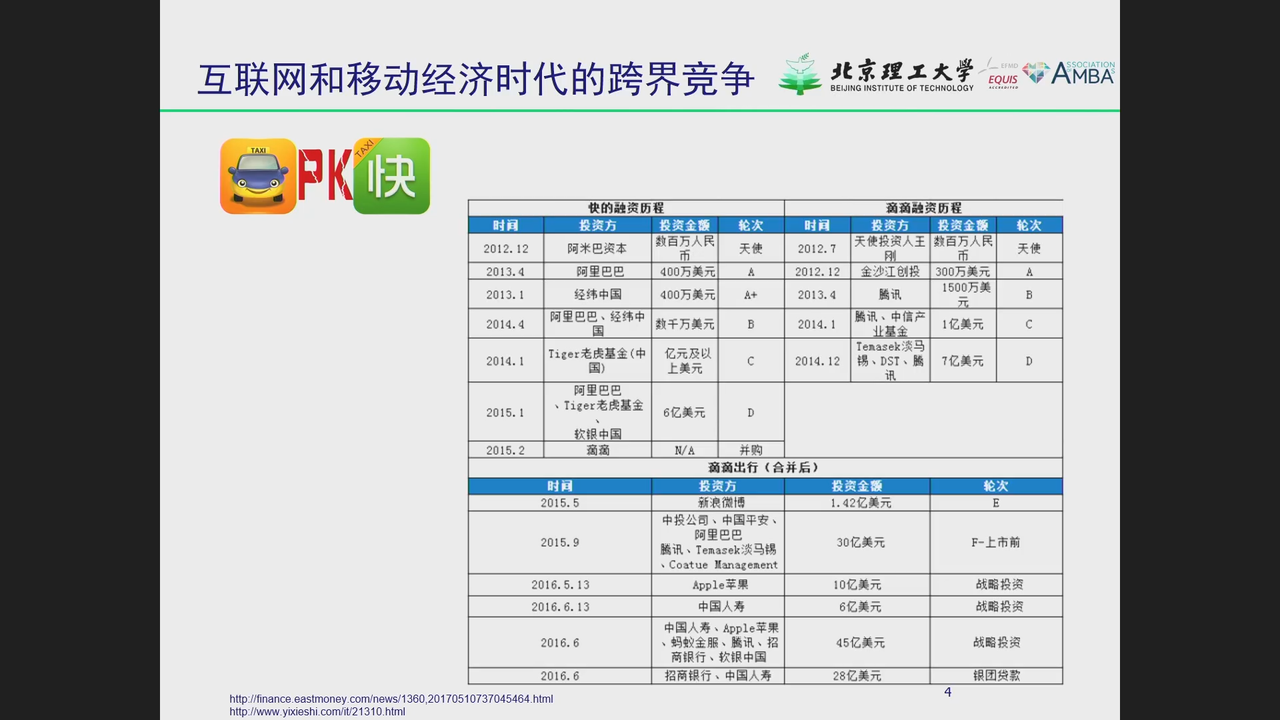 互联网和移动经济时代的跨界竞争
北京理工大学
BEIJING INSTITUTE OF TECHNOLOGY
EFMD
EQUIS
ACCREDITED
ASSOCIATION
AMBA
TAXI
PK
TAXI
快
快的融资历程 滴滴融资历程
时间 投资方 投资金额 轮次 时间 投资方 投资金额 轮次
2012.12 阿米巴资本 数百万人民币 天使 2012.7 天使投资人王刚 数百万人民币 天使
2013.4 阿里巴巴 400万美元 A 2012.12 金沙江创投 300万美元 A
2013.1 经纬中国 400万美元 A+ 2013.4 腾讯 1500万美元 B
2014.4 阿里巴巴、经纬中国 数千万美元 B 2014.1 腾讯、中信产业基金 1亿美元 C
2014.1 Tiger老虎基金(中国) 亿元及以上美元 C 2014.12 Temasek淡马锡、DST、腾讯 7亿美元 D
2015.1 阿里巴巴、Tiger老虎基金、软银中国 6亿美元 D
2015.2 滴滴 N/A 并购
滴滴出行（合并后）
时间 投资方 投资金额 轮次
2015.5 新浪微博 1.42亿美元 E
2015.9 中投公司、中国平安、阿里巴巴 腾讯、Temasek淡马锡、Coatue Management 30亿美元 F-上市前
2016.5.13 Apple苹果 10亿美元 战略投资
2016.6.13 中国人寿 6亿美元 战略投资
2016.6 中国人寿、Apple苹果、蚂蚁金服、腾讯、招商银行、软银中国 45亿美元 战略投资
2016.6 招商银行、中国人寿 28亿美元 银团贷款
http://finance.eastmoney.com/news/1360,20170510737045464.html
http://www.yixieshi.com/it/21310.html
4